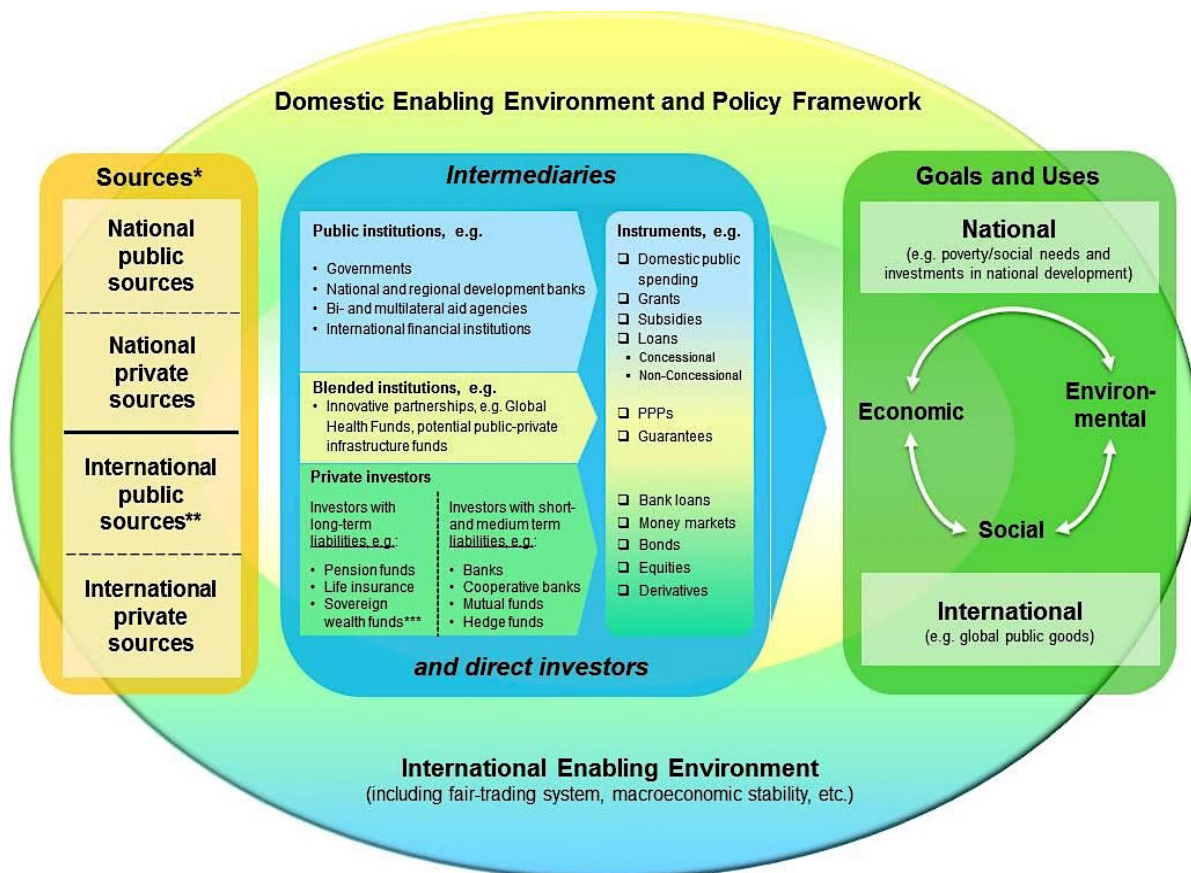 Domestic Enabling Environment and Policy Framework
Sources*
National
public
sources
National
private
sources
International
public
sources**
International
private
sources
Intermediaries
Public institutions, e.g.
• Governments
• National and regional development banks
• Bi- and multilateral aid agencies
• International financial institutions
Blended institutions, e.g.
• Innovative partnerships, e.g. Global
Health Funds, potential public-private
infrastructure funds
Private investors
Investors with
long-term
liabilities, e.g.:
• Pension funds
• Life insurance
• Sovereign
wealth funds***
Investors with short-
and medium term
liabilities, e.g.:
• Banks
• Cooperative banks
• Mutual funds
• Hedge funds
Instruments, e.g.
❑ Domestic public
spending
❑ Grants
❑ Subsidies
❑ Loans
▪ Concessional
▪ Non-Concessional
❑ PPPs
❑ Guarantees
❑ Bank loans
❑ Money markets
❑ Bonds
❑ Equities
❑ Derivatives
and direct investors
Goals and Uses
National
(e.g. poverty/social needs and
investments in national development)
Economic
Environ-
mental
Social
International
(e.g. global public goods)
International Enabling Environment
(including fair-trading system, macroeconomic stability, etc.)